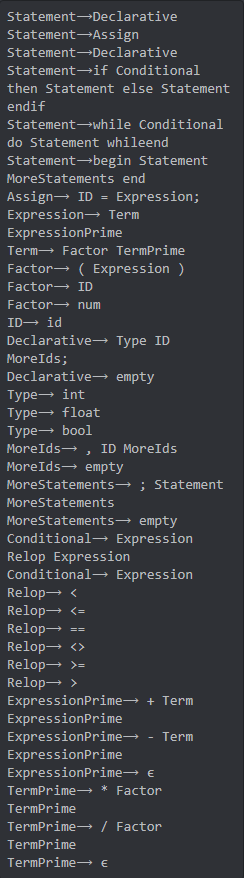 Statement⟶Declarative
Statement⟶Assign
Statement⟶Declarative
Statement⟶if Conditional
then Statement else Statement
endif
Statement⟶while Conditional
do Statement whileend
Statement⟶begin Statement
MoreStatements end
Assign⟶ ID = Expression;
Expression⟶ Term
ExpressionPrime
Term⟶ Factor TermPrime
Factor⟶ ( Expression )
Factor⟶ ID
Factor⟶ num
ID⟶ id
Declarative⟶ Type ID
MoreIds;
Declarative⟶ empty
Type⟶ int
Type⟶ float
Type⟶ bool
MoreIds⟶ , ID MoreIds
MoreIds⟶ empty
MoreStatements⟶ ; Statement
MoreStatements
MoreStatements⟶ empty
Conditional⟶ Expression
Relop Expression
Conditional⟶ Expression
Relop⟶ <
Relop⟶ <=
Relop⟶ ==
Relop⟶ <>
Relop⟶ >=
Relop⟶ >
ExpressionPrime⟶ + Term
ExpressionPrime
ExpressionPrime⟶ - Term
ExpressionPrime
ExpressionPrime⟶ ϵ
TermPrime⟶ * Factor
TermPrime
TermPrime⟶ / Factor
TermPrime
TermPrime⟶ ϵ